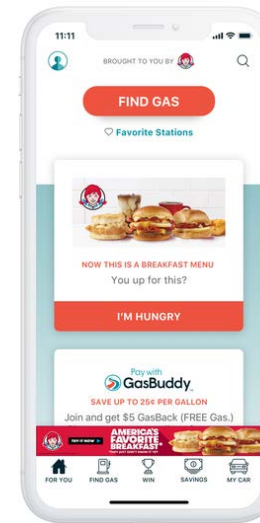 11:11
BROUGHT TO YOU BY
FIND GAS
Favorite Stations
NOW THIS IS A BREAKFAST MENU
You up for this?
I'M HUNGRY
Pay with
GasBuddy
SAVE UP TO 25¢ PER GALLON
Join and get $5 GasBack (FREE Gas.)
AMERICA'S
FAVORITE
BREAKFAST*
FOR YOU
FIND GAS
WIN
SAVINGS
MY CAR